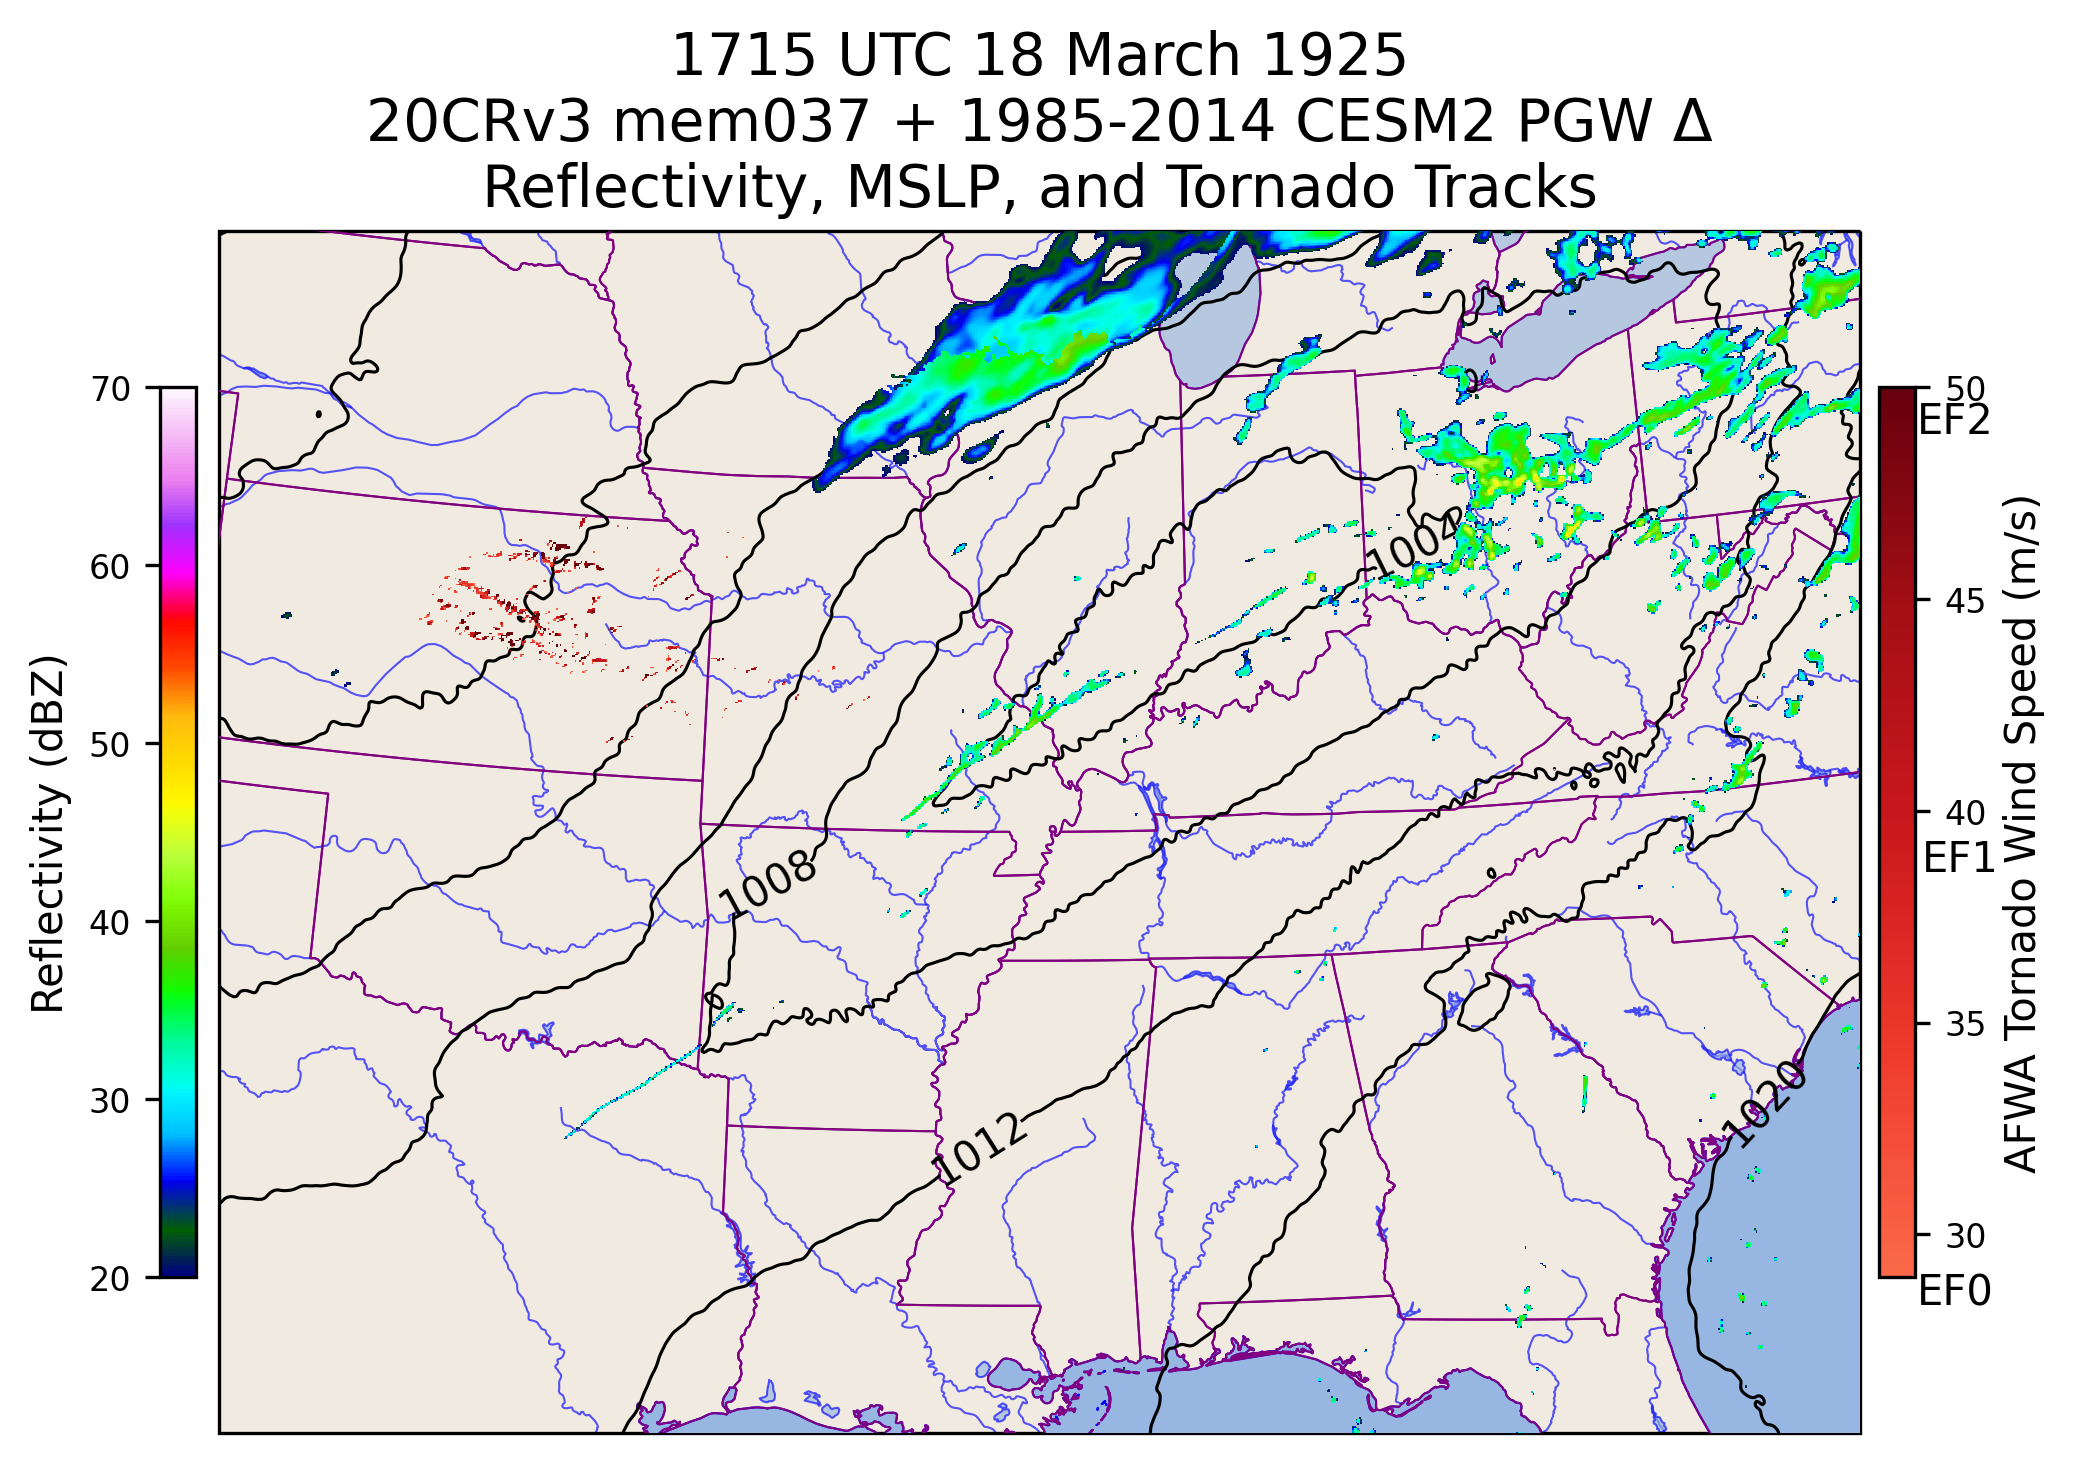 1715 UTC 18 March 1925
20CRv3 mem037 + 1985-2014 CESM2 PGW Δ
Reflectivity, MSLP, and Tornado Tracks
70
60
50
40
30
20
Reflectivity (dBZ)
1004
1008
1012
1020
50
EF2
45
40
EF1
35
30
EF0
AFWA Tornado Wind Speed (m/s)